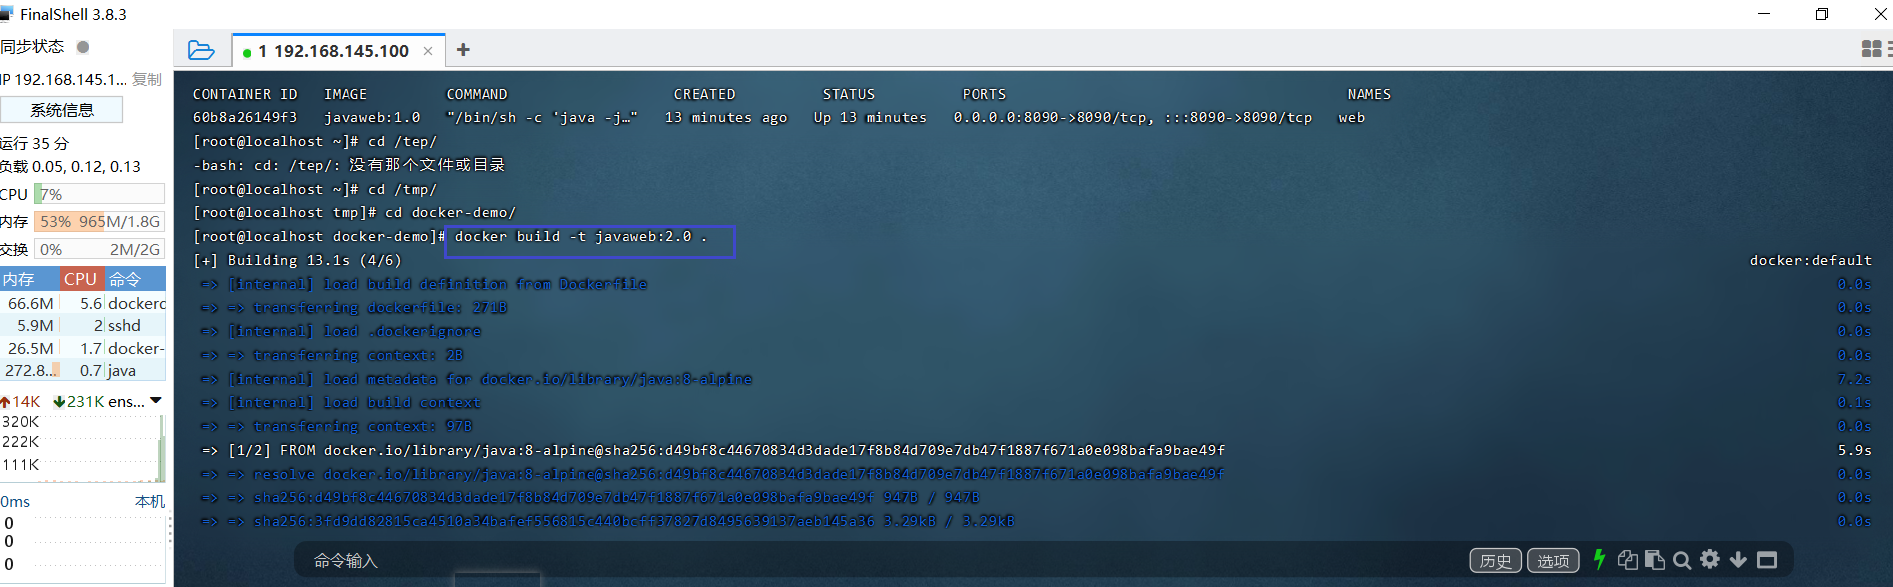 FinalShell 3.8.3
同步状态
IP 192.168.145.1... 复制
系统信息
运行 35 分
负载 0.05, 0.12, 0.13
CPU 7%
内存 53% 965M/1.8G
交换 0% 2M/2G
内存 CPU 命令
66.6M 5.6 dockerc
5.9M 2 sshd
26.5M 1.7 docker-
272.8... 0.7 java
14K 231K ens...
320K
222K
111K
0ms 本机
0
0
0
1 192.168.145.100
CONTAINER ID IMAGE COMMAND CREATED STATUS PORTS NAMES
60b8a26149f3 javaweb:1.0 "/bin/sh -c 'java -j…" 13 minutes ago Up 13 minutes 0.0.0.0:8090->8090/tcp, :::8090->8090/tcp web
[root@localhost ~]# cd /tep/
-bash: cd: /tep/: 没有那个文件或目录
[root@localhost ~]# cd /tmp/
[root@localhost tmp]# cd docker-demo/
[root@localhost docker-demo]# docker build -t javaweb:2.0 .
[+] Building 13.1s (4/6) docker:default
=> [internal] load build definition from Dockerfile 0.0s
=> => transferring dockerfile: 271B 0.0s
=> [internal] load .dockerignore 0.0s
=> => transferring context: 2B 0.0s
=> [internal] load metadata for docker.io/library/java:8-alpine 7.2s
=> [internal] load build context 0.1s
=> => transferring context: 97B 0.0s
=> [1/2] FROM docker.io/library/java:8-alpine@sha256:d49bf8c44670834d3dade17f8b84d709e7db47f1887f671a0e098bafa9bae49f 5.9s
=> => resolve docker.io/library/java:8-alpine@sha256:d49bf8c44670834d3dade17f8b84d709e7db47f1887f671a0e098bafa9bae49f 0.0s
=> => sha256:d49bf8c44670834d3dade17f8b84d709e7db47f1887f671a0e098bafa9bae49f 947B / 947B 0.0s
=> => sha256:3fd9dd82815ca4510a34bafef556815c440bcff37827d8495639137aeb145a36 3.29kB / 3.29kB 0.0s
命令输入
历史 选项